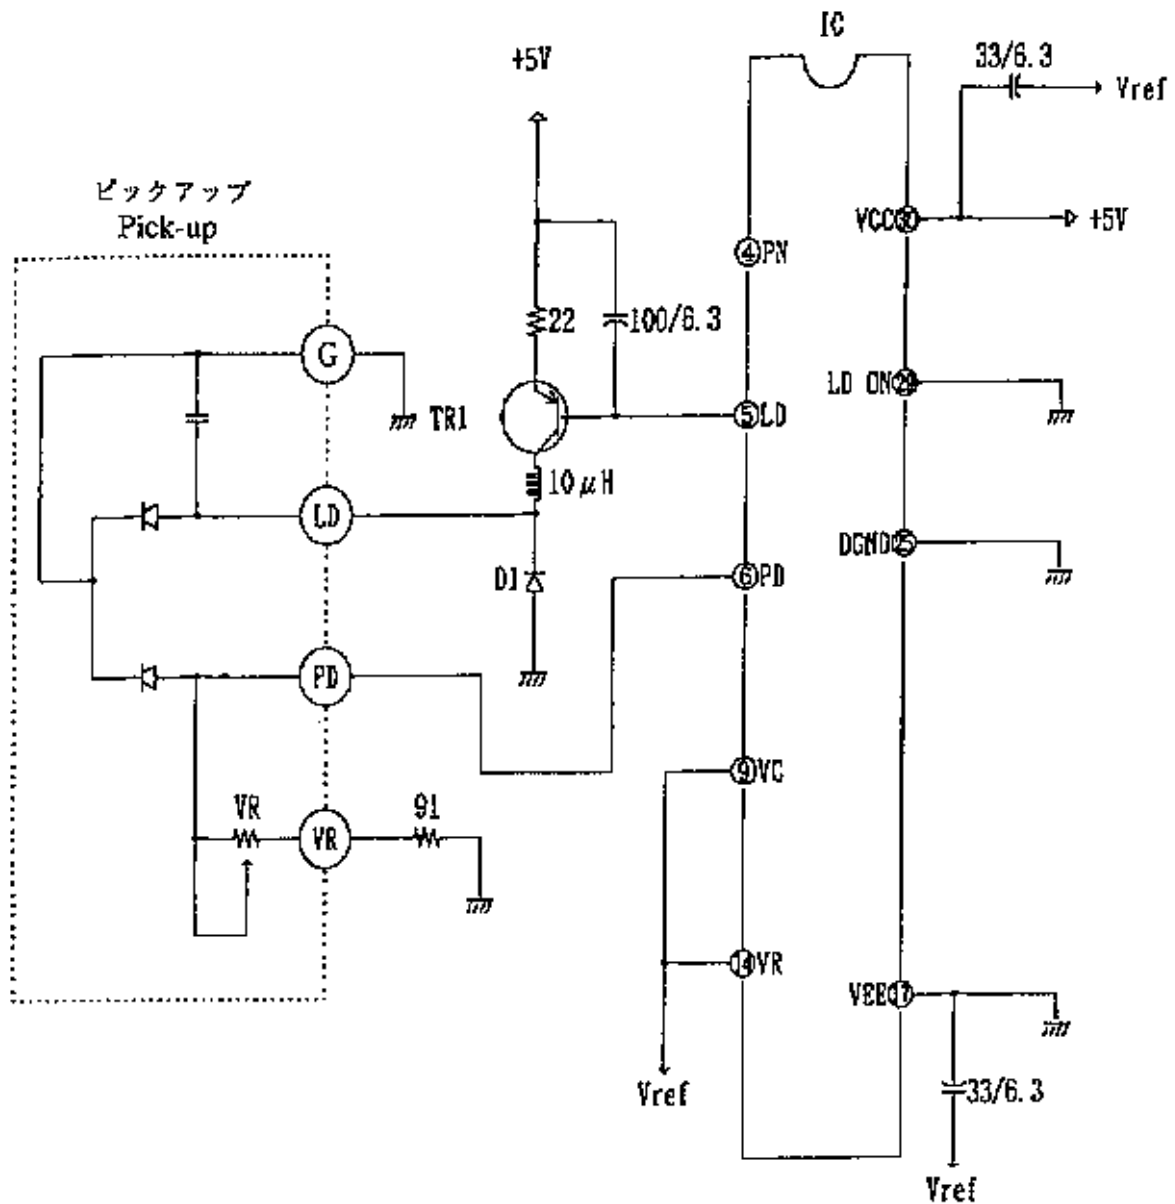 IC
33/6.3
Vref
+5V
ピックアップ
Pick-up
VCC
+5V
④PN
G
22
100/6.3
TR1
LD ON
⑤LD
10μH
LD
DGND
D1
⑥PD
PD
⑨VC
VR
91
VR
⑭VR
VEE
Vref
33/6.3
Vref